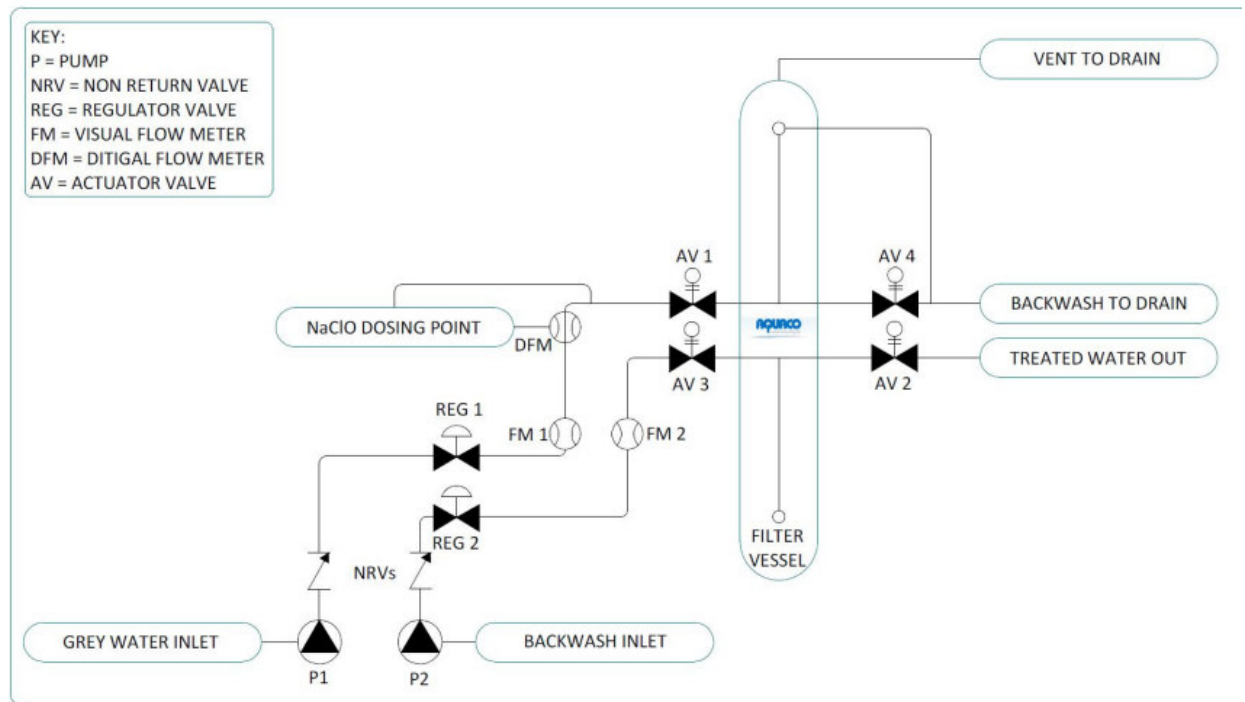 KEY:
P = PUMP
NRV = NON RETURN VALVE
REG = REGULATOR VALVE
FM = VISUAL FLOW METER
DFM = DITIGAL FLOW METER
AV = ACTUATOR VALVE
VENT TO DRAIN
AV 1
AV 4
NaClO DOSING POINT
DFM
AQUACO
BACKWASH TO DRAIN
AV 3
AV 2
TREATED WATER OUT
REG 1
FM 1
FM 2
REG 2
FILTER
VESSEL
NRVs
GREY WATER INLET
P1
P2
BACKWASH INLET